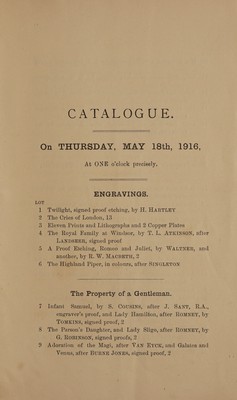 CATALOGUE.
On THURSDAY, MAY 18th, 1916,
At ONE o'clock precisely.
ENGRAVINGS.
LOT
1 Twilight, signed proof etching, by H. HARTLEY
2 The Cries of London, 13
3 Eleven Prints and Lithographs and 2 Copper Plates
4 The Royal Family at Windsor, by T. L. ATKINSON, after
LANDSEER, signed proof
5 A Proof Etching, Romeo and Juliet, by WALTNER, and
another, by R. W. MACBETH, 2
6 The Highland Piper, in colours, after SINGLETON
The Property of a Gentleman.
7 Infant Samuel, by S. COUSINS, after J. SANT, R.A.,
engraver's proof, and Lady Hamilton, after ROMNEY, by
TOMKINS, signed proof, 2
8 The Parson's Daughter, and Lady Sligo, after ROMNEY, by
G. ROBINSON, signed proofs, 2
9 Adoration of the Magi, after VAN EYCK, and Galatea and
Venus, after BURNE JONES, signed proof, 2